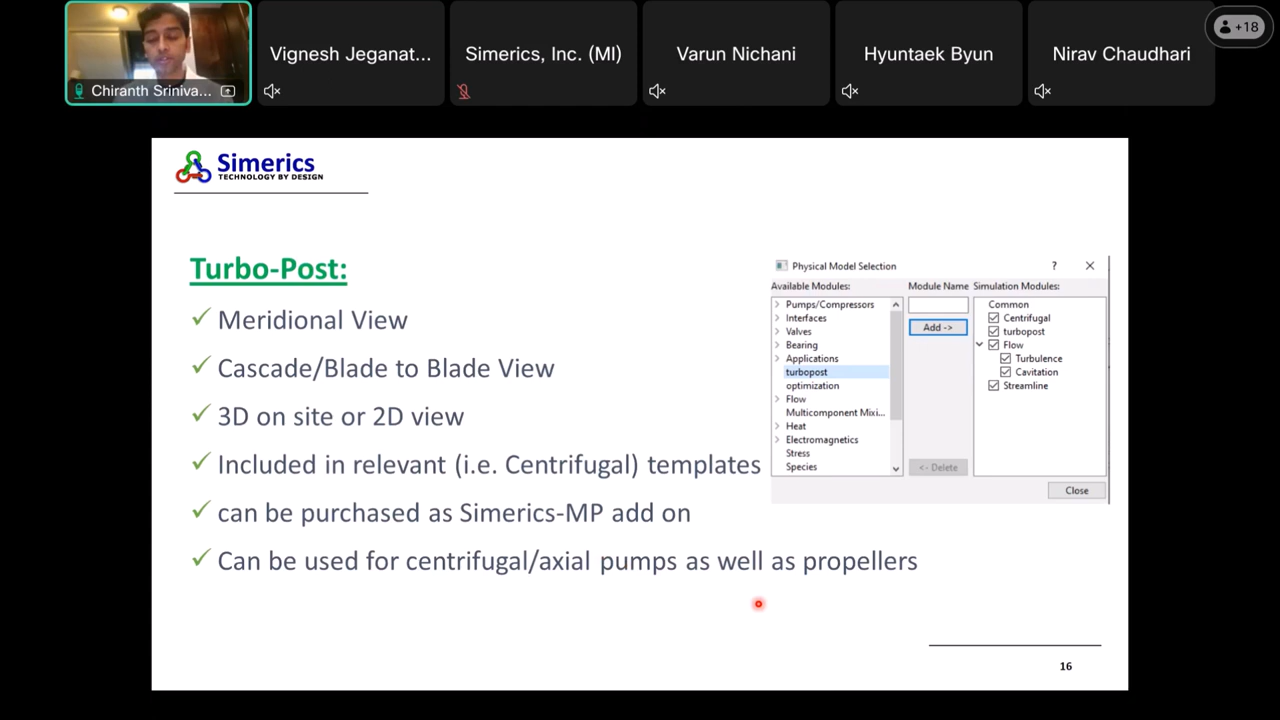 Chiranth Sriniva...
Vignesh Jeganat...
Simerics, Inc. (MI)
Varun Nichani
Hyuntaek Byun
Nirav Chaudhari
+18
Simerics
TECHNOLOGY BY DESIGN
Turbo-Post:
Meridional View
Cascade/Blade to Blade View
3D on site or 2D view
Included in relevant (i.e. Centrifugal) templates
can be purchased as Simerics-MP add on
Can be used for centrifugal/axial pumps as well as propellers
Physical Model Selection
?
Available Modules:
Pumps/Compressors
Interfaces
Valves
Bearing
Applications
turbopost
optimization
Flow
Multicomponent Mixi...
Heat
Electromagnetics
Stress
Species
Module Name
Add ->
<- Delete
Simulation Modules:
Common
Centrifugal
turbopost
Flow
Turbulence
Cavitation
Streamline
Close
16